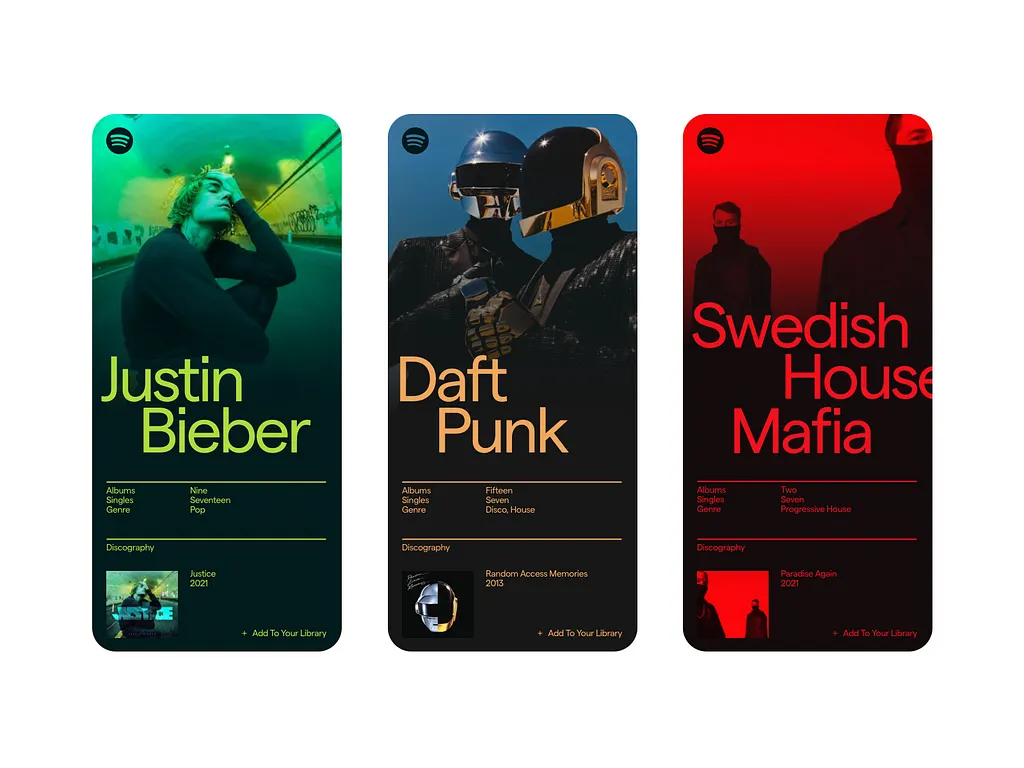 Justin
Bieber
Albums Nine
Singles Seventeen
Genre Pop
Discography
Justice
2021
JUSTICE
+ Add To Your Library
Daft
Punk
Albums Fifteen
Singles Seven
Genre Disco, House
Discography
Random Access Memories
2013
+ Add To Your Library
Swedish
House
Mafia
Albums Two
Singles Seven
Genre Progressive House
Discography
Paradise Again
2021
+ Add To Your Library